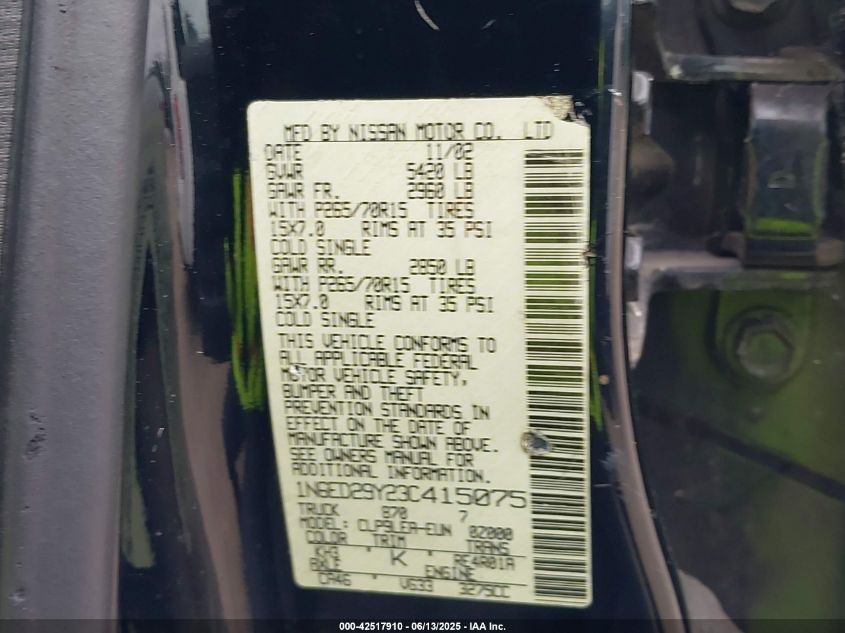 MFD BY NISSAN MOTOR CO. LTD
DATE 11/02
GVWR 5420 LB
GAWR FR. 2960 LB
WITH P265/70R15 TIRES
15X7.0 RIMS AT 35 PSI
COLD SINGLE
GAWR RR. 2850 LB
WITH P265/70R15 TIRES
15X7.0 RIMS AT 35 PSI
COLD SINGLE
THIS VEHICLE CONFORMS TO
ALL APPLICABLE FEDERAL
MOTOR VEHICLE SAFETY,
BUMPER AND THEFT
PREVENTION STANDARDS IN
EFFECT ON THE DATE OF
MANUFACTURE SHOWN ABOVE.
SEE OWNERS MANUAL FOR
ADDITIONAL INFORMATION.
1N6ED29Y23C415075
TRUCK 870 7
MODEL: CLP9LEA-EUN 02000
COLOR TRIM TRANS
KH3 ' K ' RE4R01A
AXLE ENGINE
CA46 ' VG33 3275CC
000-42517910 - 06/13/2025 - IAA Inc.